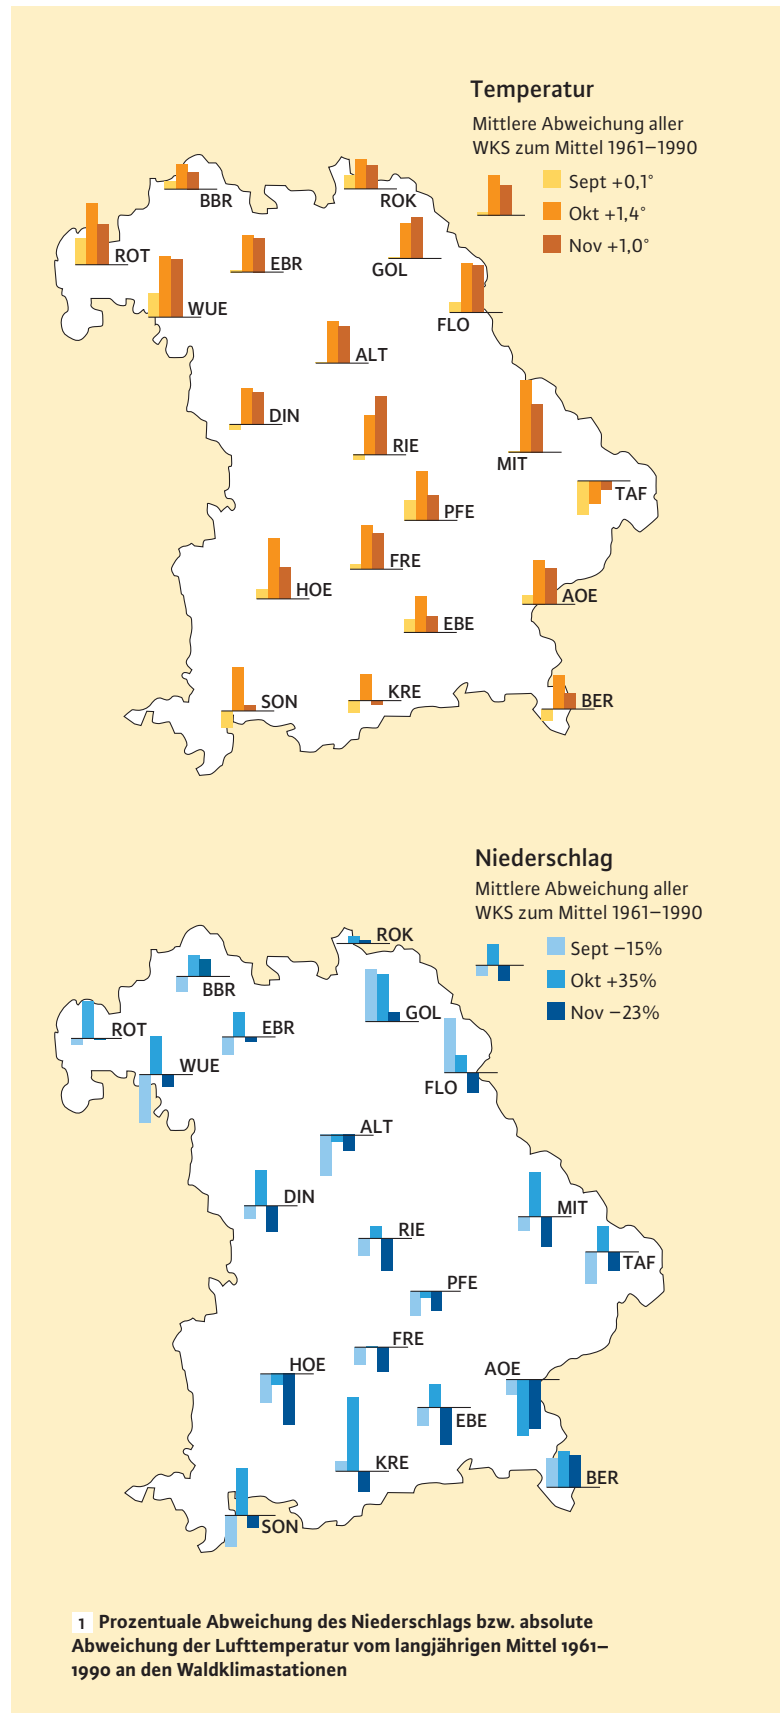 Temperatur
Mittlere Abweichung aller
WKS zum Mittel 1961–1990
Sept +0,1°
Okt +1,4°
Nov +1,0°
BBR
ROK
ROT
EBR
GOL
WUE
FLO
ALT
DIN
RIE
MIT
TAF
PFE
FRE
HOE
AOE
EBE
SON
KRE
BER
Niederschlag
Mittlere Abweichung aller
WKS zum Mittel 1961–1990
Sept –15%
Okt +35%
Nov –23%
ROK
BBR
GOL
ROT
EBR
WUE
FLO
ALT
DIN
MIT
RIE
TAF
PFE
FRE
HOE
AOE
EBE
KRE
BER
SON
1 Prozentuale Abweichung des Niederschlags bzw. absolute
Abweichung der Lufttemperatur vom langjährigen Mittel 1961–
1990 an den Waldklimastationen